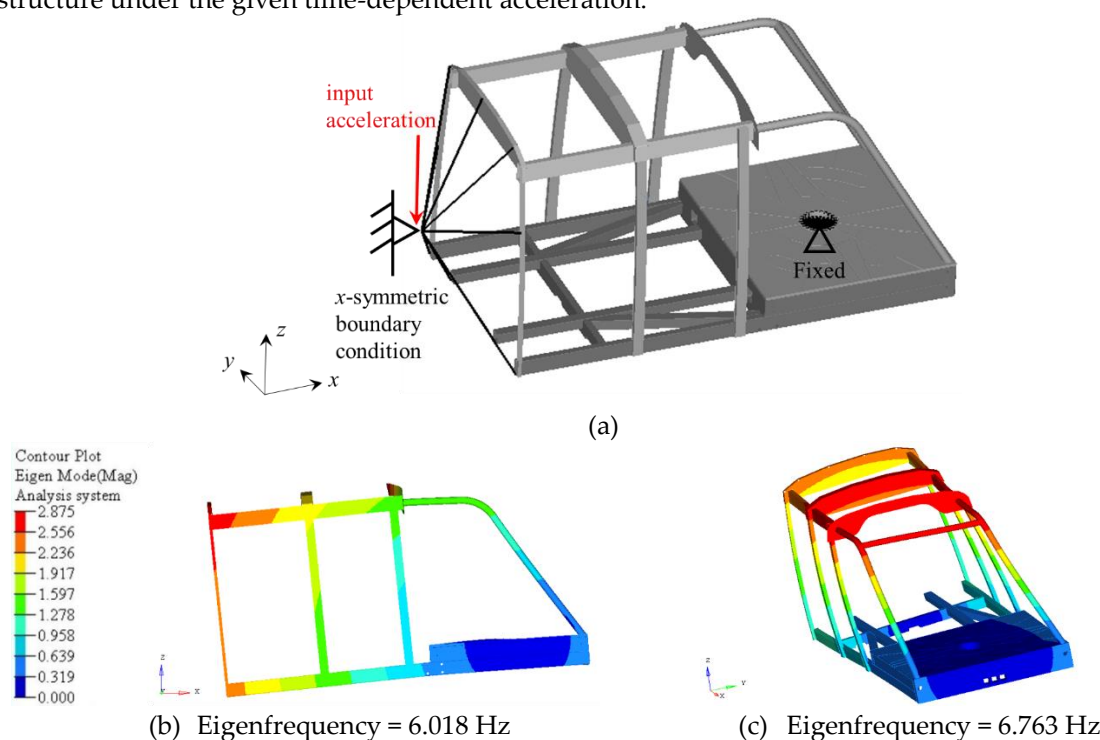 structure under the given time-dependent acceleration.
input
acceleration
Fixed
x-symmetric
boundary
condition
z
y
x
(a)
Contour Plot
Eigen Mode(Mag)
Analysis system
2.875
2.556
2.236
1.917
1.597
1.278
0.958
0.639
0.319
0.000
z
x
z
y
x
(b) Eigenfrequency = 6.018 Hz
(c) Eigenfrequency = 6.763 Hz